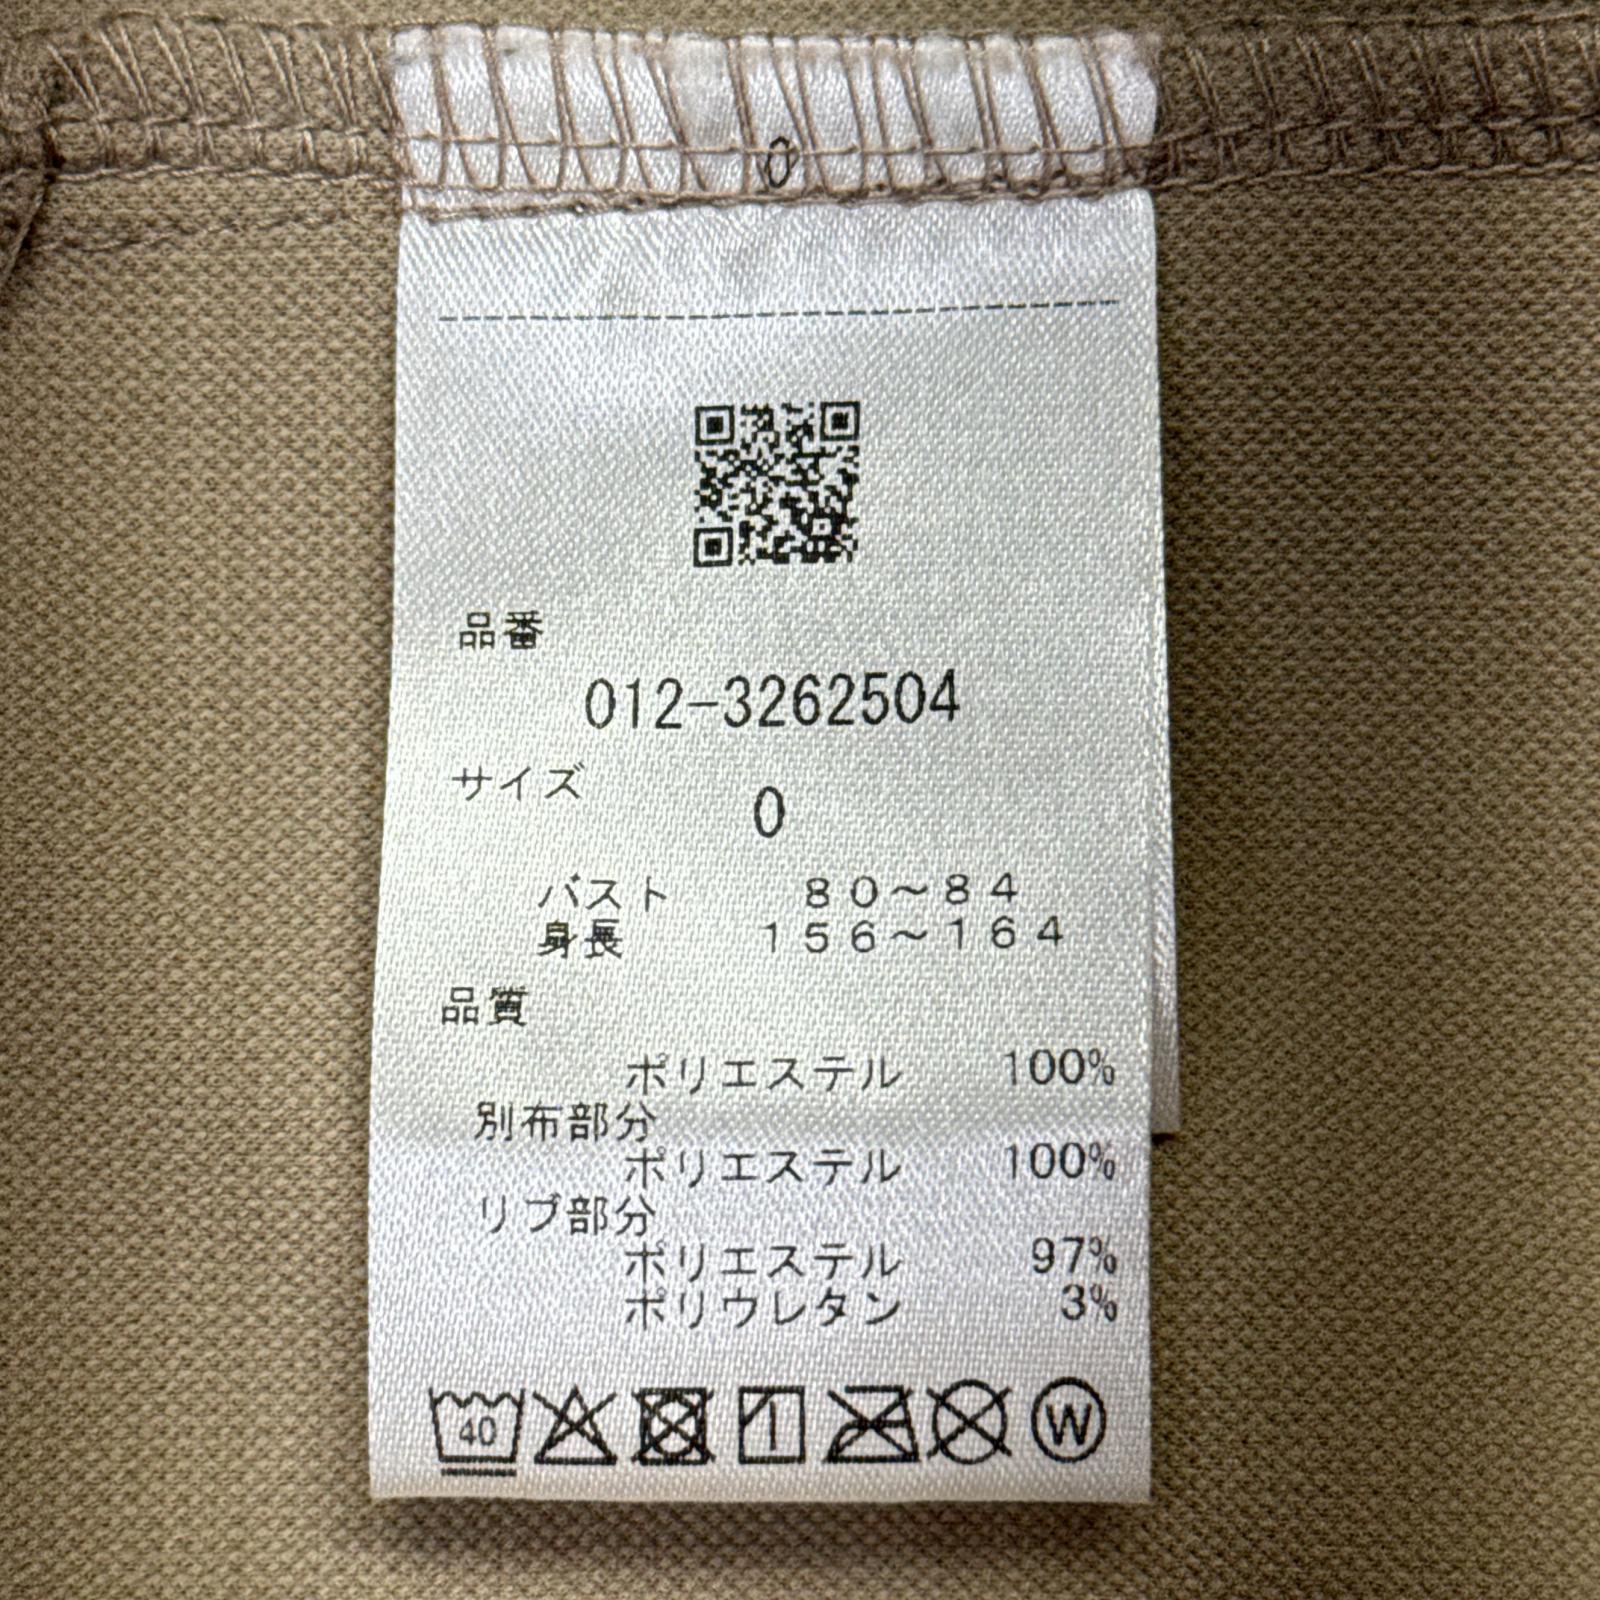 0
品番
012-3262504
サイズ
0
バスト 80~84
身長 156~164
品質
ポリエステル 100%
別布部分
ポリエステル 100%
リブ部分
ポリエステル 97%
ポリウレタン 3%
40 W